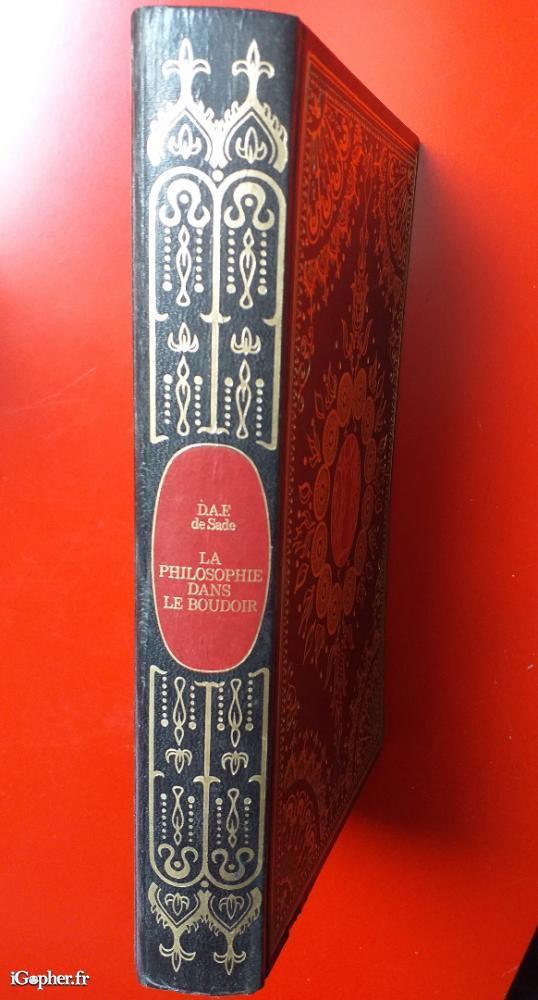 D.A.F.
de Sade
LA
PHILOSOPHIE
DANS
LE BOUDOIR
iGopher.fr